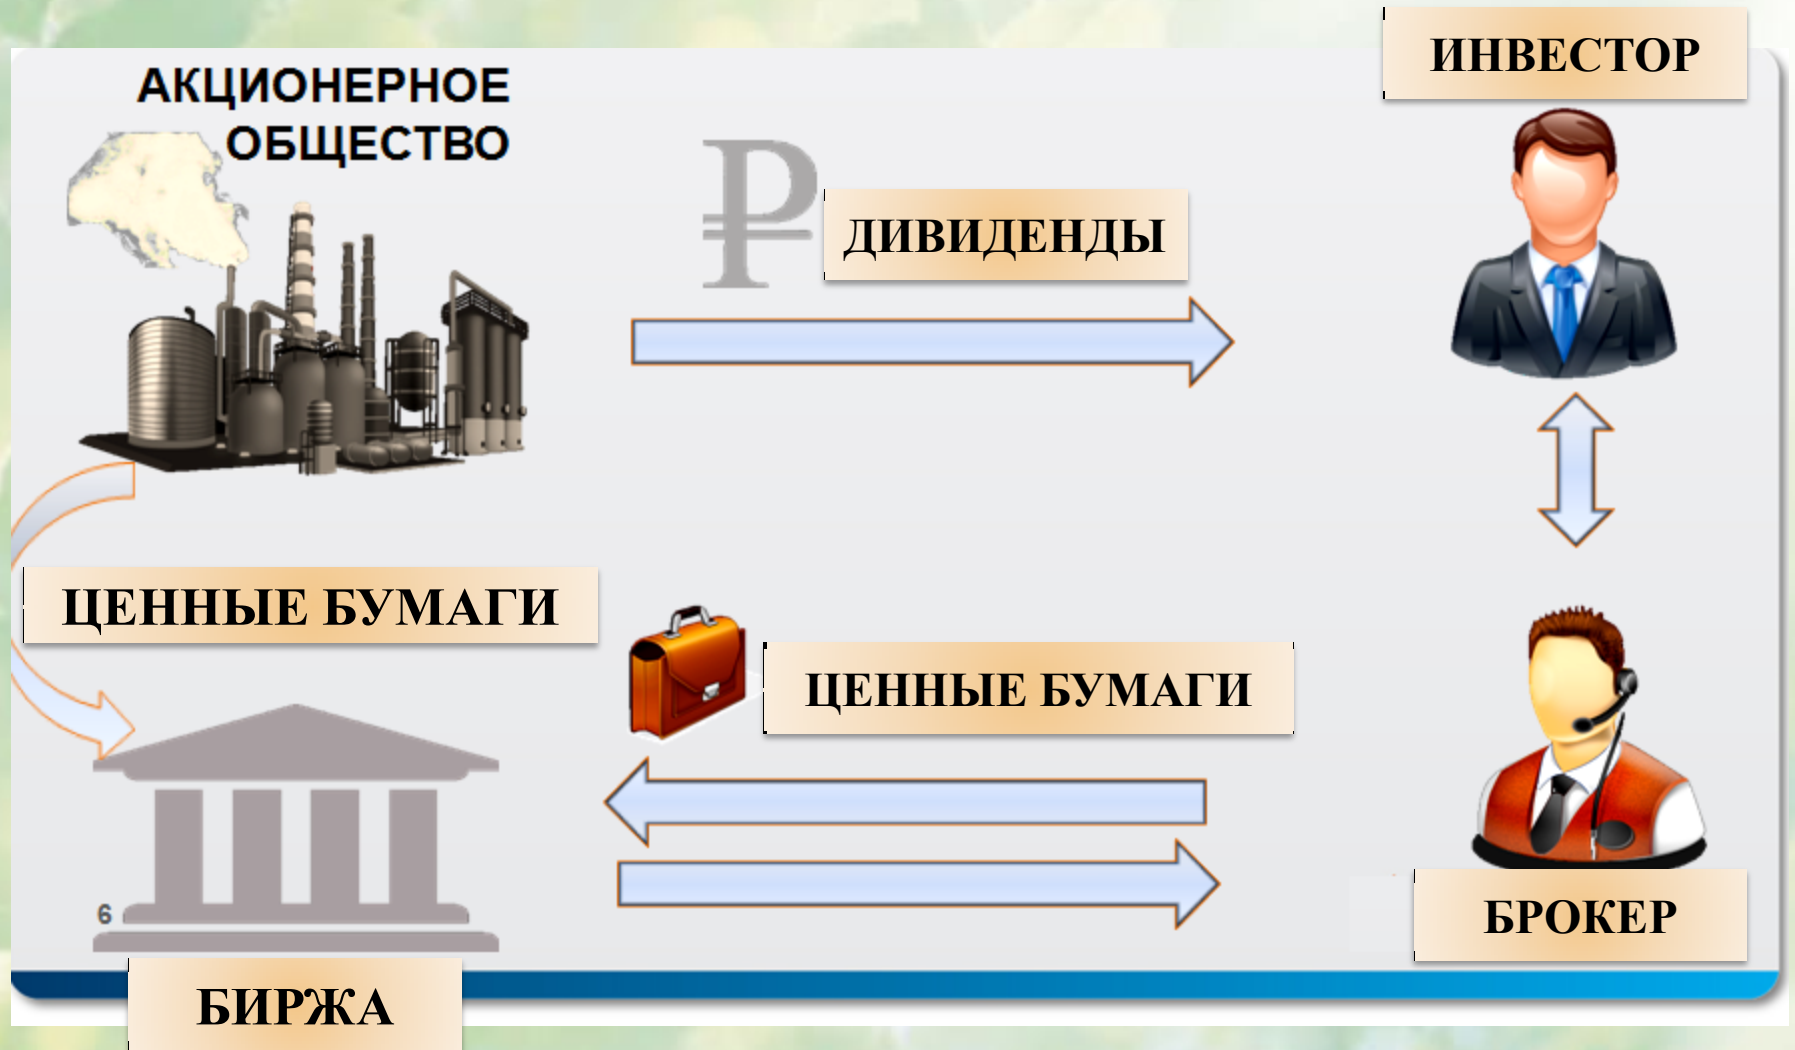 ИНВЕСТОР
АКЦИОНЕРНОЕ
ОБЩЕСТВО
₽
ДИВИДЕНДЫ
ЦЕННЫЕ БУМАГИ
ЦЕННЫЕ БУМАГИ
6
БРОКЕР
БИРЖА